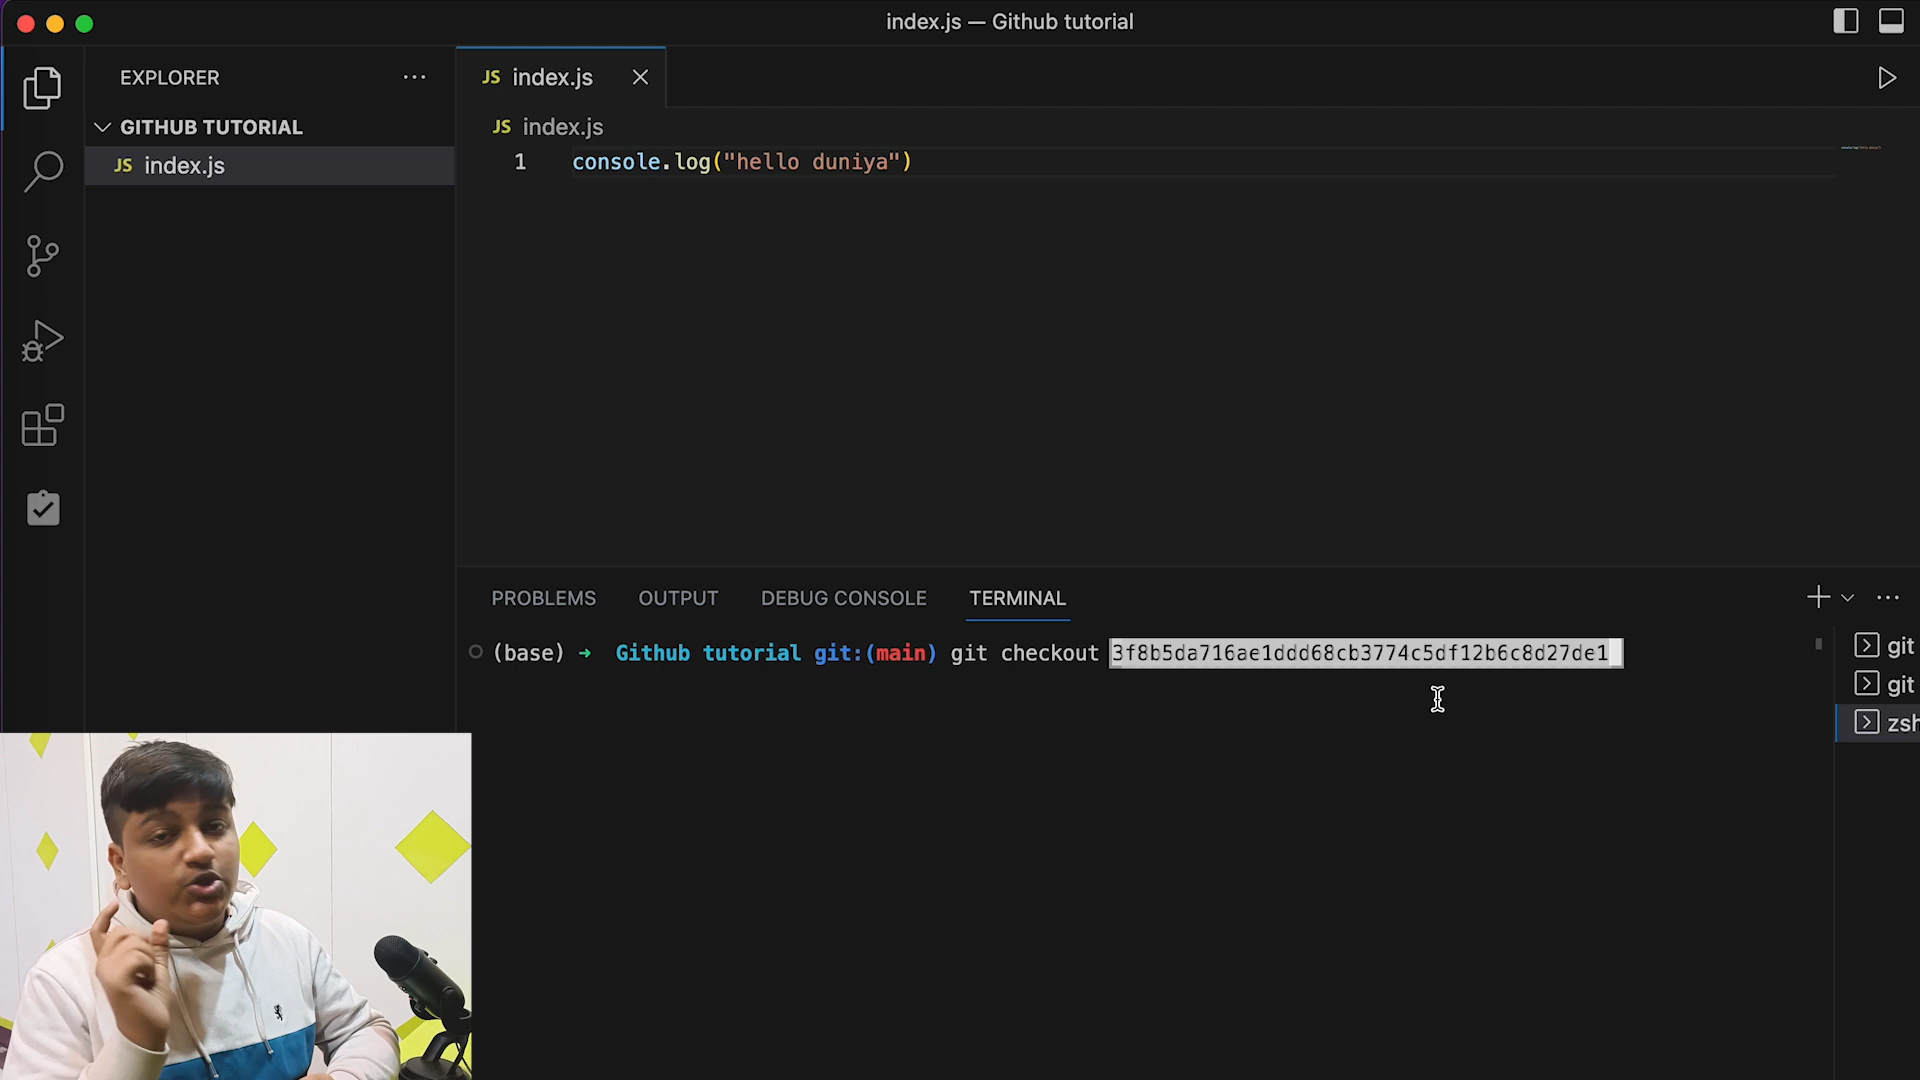 index.js — Github tutorial
EXPLORER
GITHUB TUTORIAL
JS index.js
JS index.js
JS index.js
1 console.log("hello duniya")
PROBLEMS OUTPUT DEBUG CONSOLE TERMINAL
(base) ➜ Github tutorial git:(main) git checkout 3f8b5da716ae1ddd68cb3774c5df12b6c8d27de1
git
git
zsh